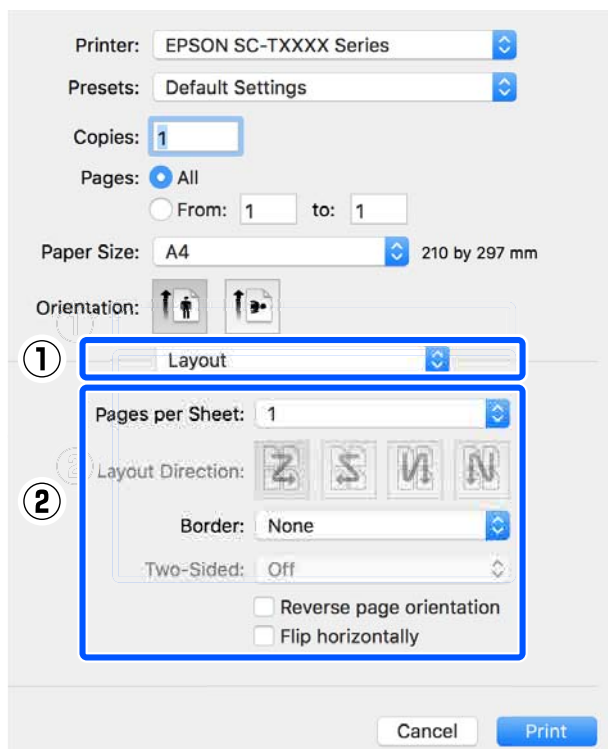 Printer: EPSON SC-TXXXX Series
Presets: Default Settings
Copies: 1
Pages: All
From: 1 to: 1
Paper Size: A4 210 by 297 mm
Orientation:
① Layout
Pages per Sheet: 1
② Layout Direction:
Border: None
Two-Sided: Off
Reverse page orientation
Flip horizontally
Cancel Print